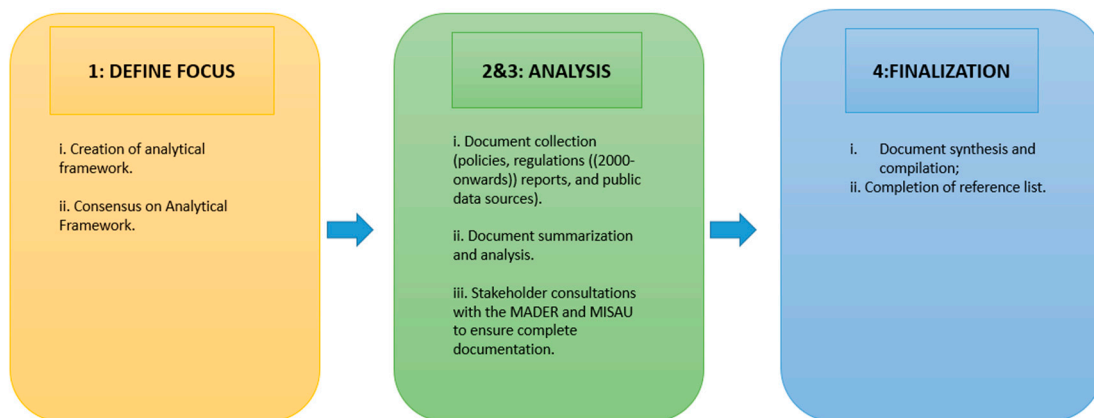 1: DEFINE FOCUS
i. Creation of analytical
framework.
ii. Consensus on Analytical
Framework.
2&3: ANALYSIS
i. Document collection
(policies, regulations ((2000-
onwards)) reports, and public
data sources).
ii. Document summarization
and analysis.
iii. Stakeholder consultations
with the MADER and MISAU
to ensure complete
documentation.
4:FINALIZATION
i. Document synthesis and
compilation;
ii. Completion of reference list.